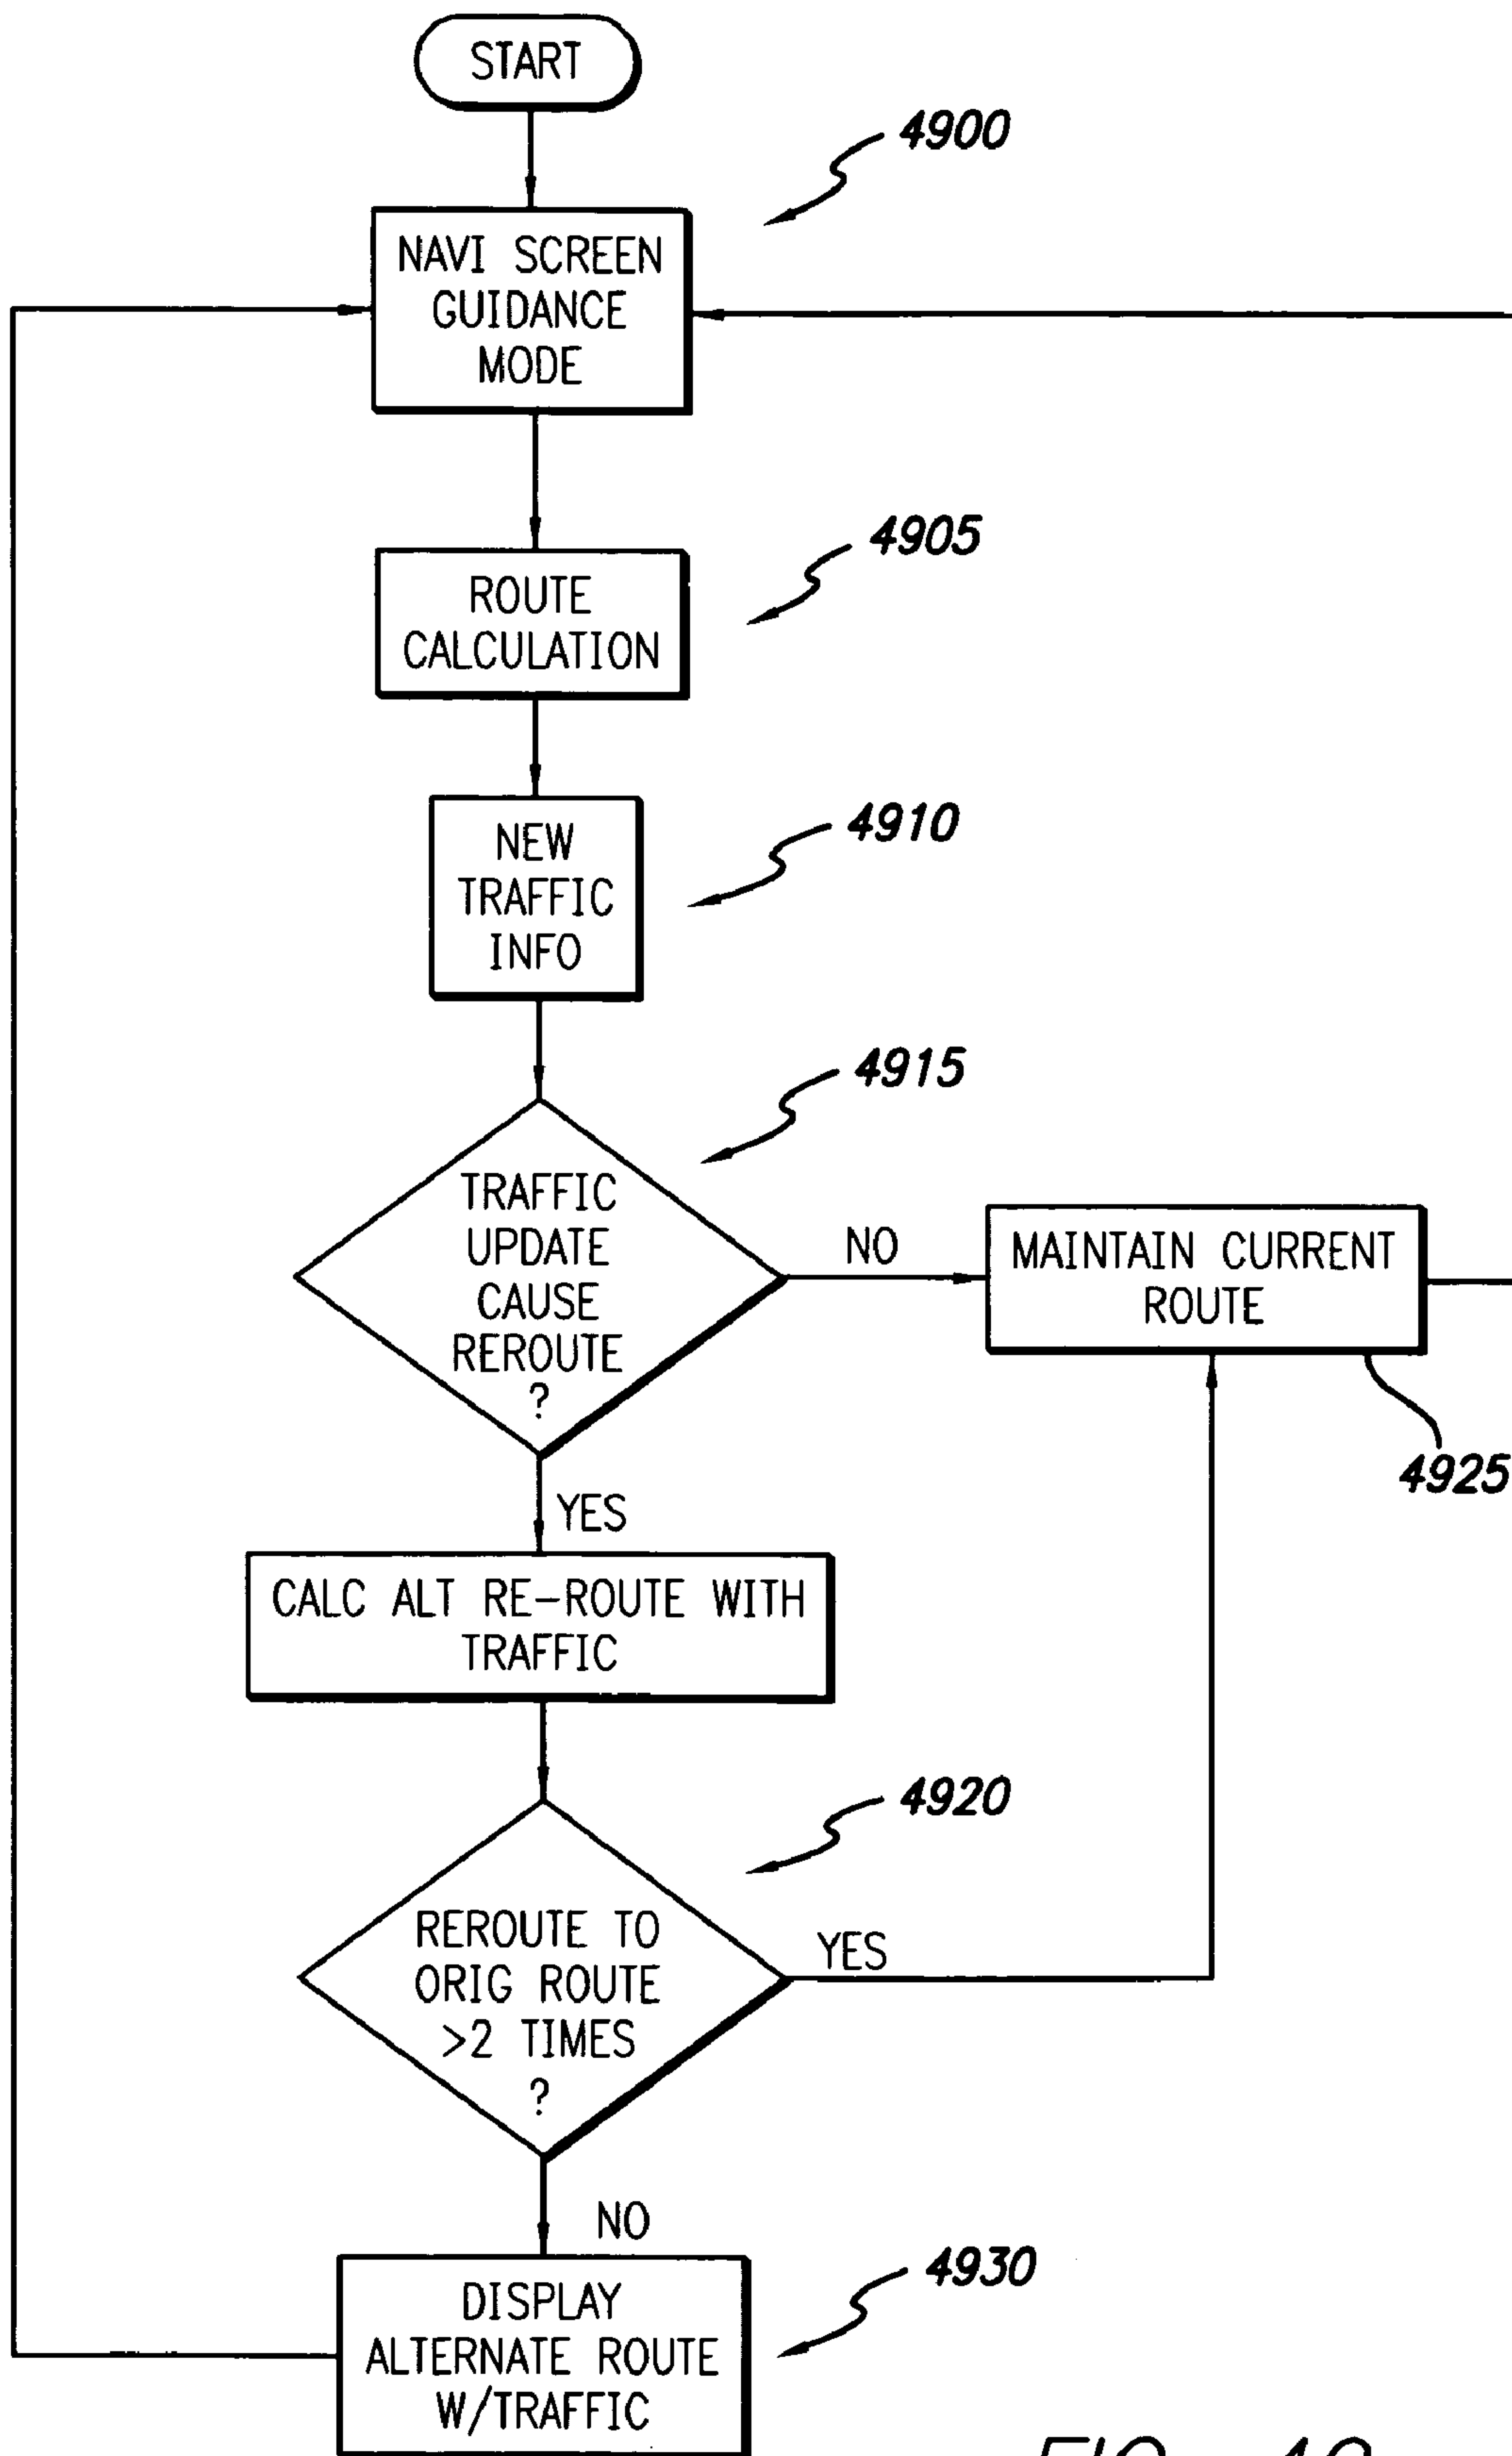 START
4900
NAVI SCREEN
GUIDANCE
MODE
4905
ROUTE
CALCULATION
4910
NEW
TRAFFIC
INFO
4915
TRAFFIC
UPDATE
CAUSE
REROUTE
?
NO
MAINTAIN CURRENT
ROUTE
4925
YES
CALC ALT RE-ROUTE WITH
TRAFFIC
4920
REROUTE TO
ORIG ROUTE
>2 TIMES
?
YES
NO
4930
DISPLAY
ALTERNATE ROUTE
W/TRAFFIC